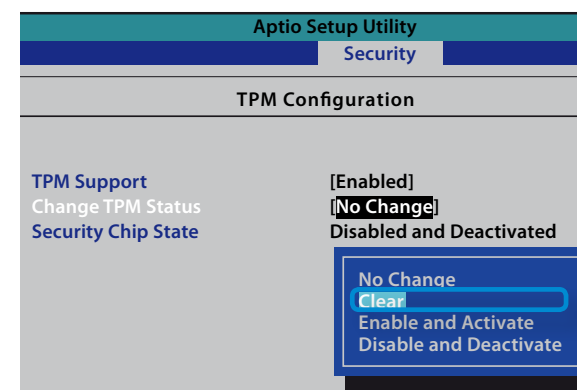 Aptio Setup Utility
Security
TPM Configuration
TPM Support [Enabled]
Change TPM Status [No Change]
Security Chip State Disabled and Deactivated
No Change
Clear
Enable and Activate
Disable and Deactivate